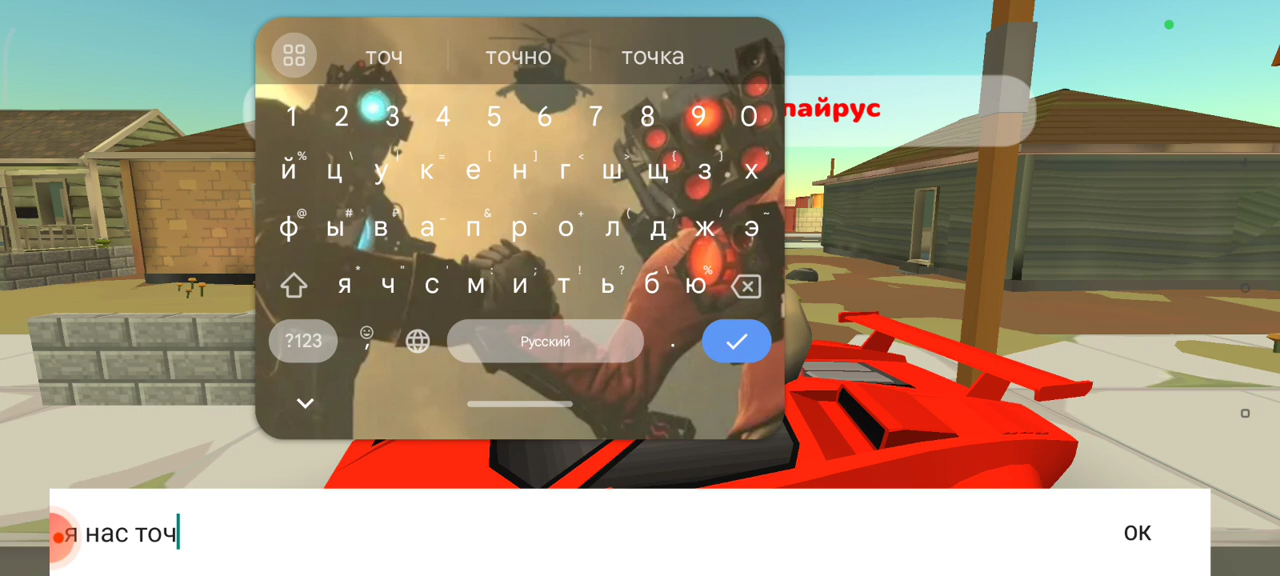 точ точно точка
1 2 3 4 5 6 7 8 9 0
пайрус
й ц у к е н г ш щ з х
ф ы в а п р о л д ж э
я ч с м и т ь б ю
?123 , Русский .
я нас точ
ОК